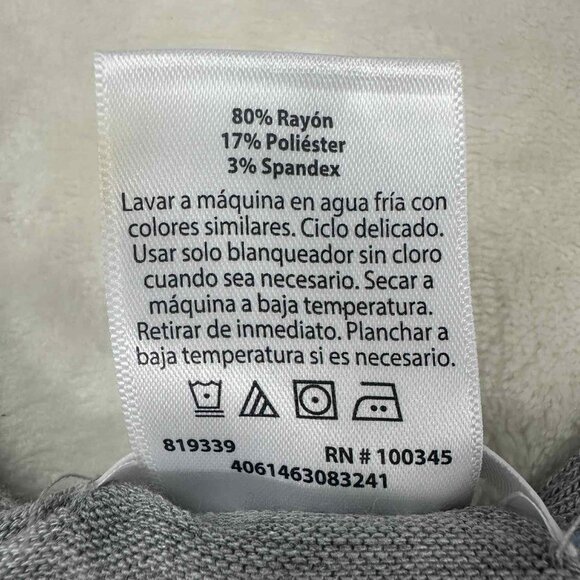 80% Rayón
17% Poliéster
3% Spandex
Lavar a máquina en agua fría con
colores similares. Ciclo delicado.
Usar solo blanqueador sin cloro
cuando sea necesario. Secar a
máquina a baja temperatura.
Retirar de inmediato. Planchar a
baja temperatura si es necesario.
819339 RN # 100345
4061463083241